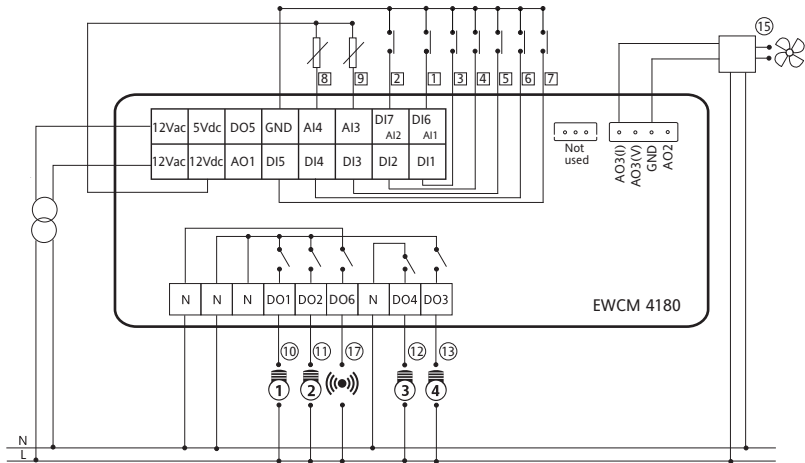 15
8 9 2 1 3 4 5 6 7
12Vac 5Vdc DO5 GND AI4 AI3 DI7 AI2 DI6 AI1
12Vac 12Vdc AO1 DI5 DI4 DI3 DI2 DI1
Not
used
AO3(I)
AO3(V)
GND
AO2
N N N DO1 DO2 DO6 N DO4 DO3
EWCM 4180
10 11 17 12 13
1 2 3 4
N
L